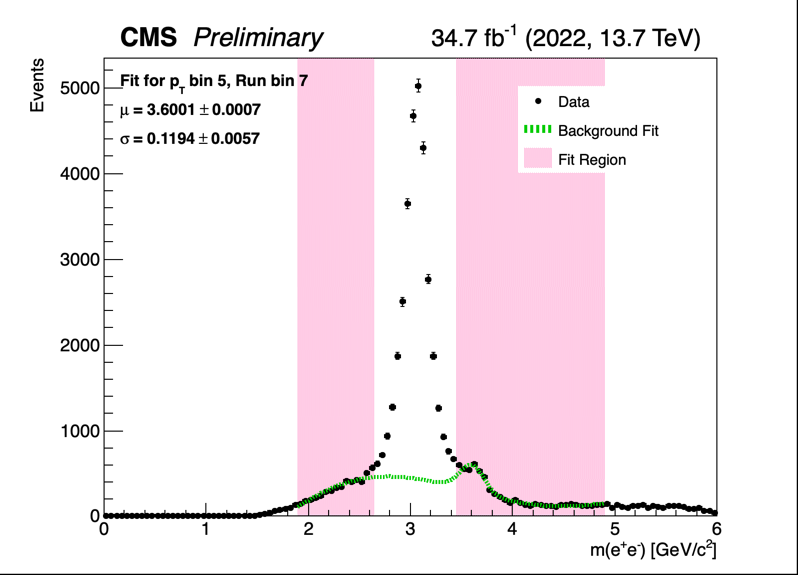 CMS Preliminary 34.7 fb⁻¹ (2022, 13.7 TeV)
Events
Fit for p_T bin 5, Run bin 7
μ = 3.6001 ± 0.0007
σ = 0.1194 ± 0.0057
Data
Background Fit
Fit Region
5000
4000
3000
2000
1000
0
0 1 2 3 4 5 6
m(e⁺e⁻) [GeV/c²]